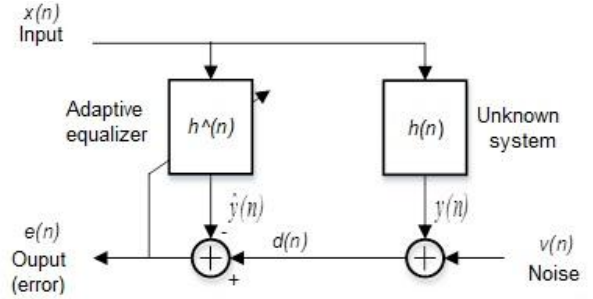 x(n)
Input
Adaptive
equalizer
h^(n)
h(n)
Unknown
system
ẏ(n)
y(n)
-
e(n)
Ouput
(error)
+
d(n)
+
+
v(n)
Noise